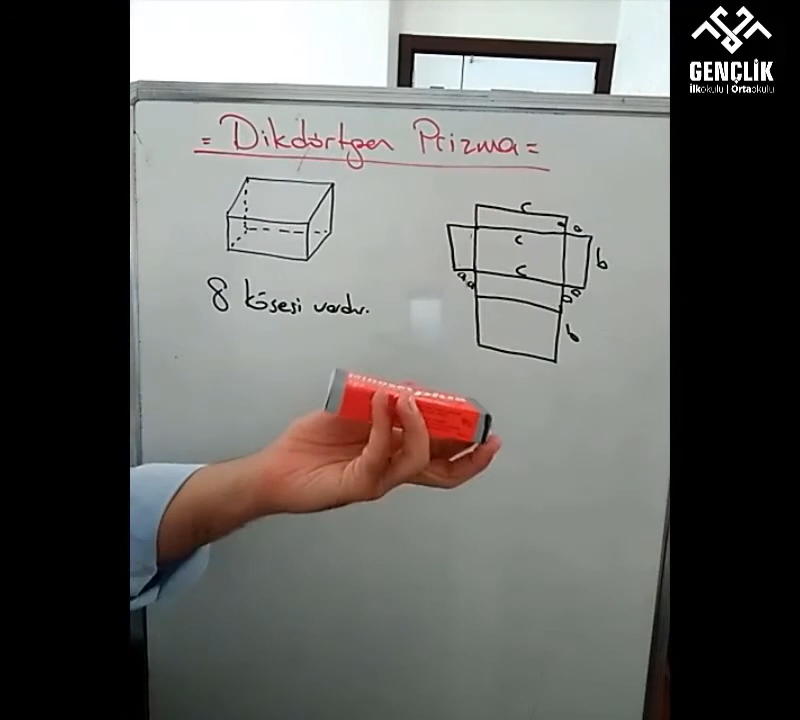 GENÇLİK
İlkokulu | Ortaokulu
= Dikdörtgen Prizma =
c
c a
c b
a a
a b
b
8 köşesi vardır.